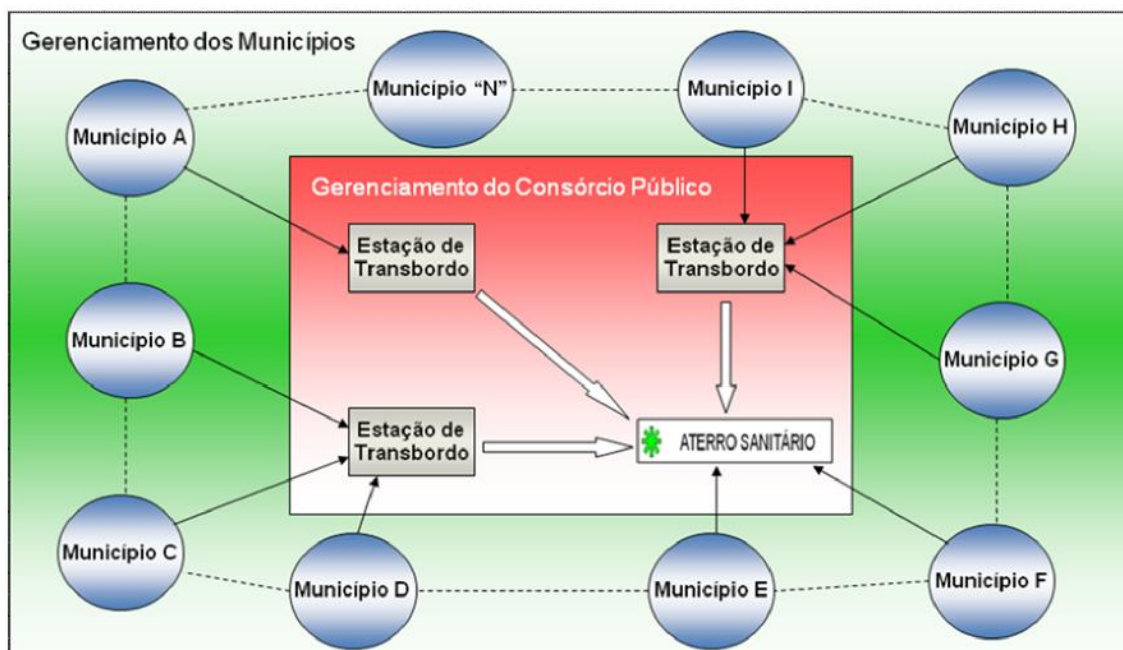 Gerenciamento dos Municípios
Município "N"
Município I
Município A
Município H
Gerenciamento do Consórcio Público
Estação de
Transbordo
Estação de
Transbordo
Município B
Município G
Estação de
Transbordo
ATERRO SANITÁRIO
Município C
Município D
Município E
Município F